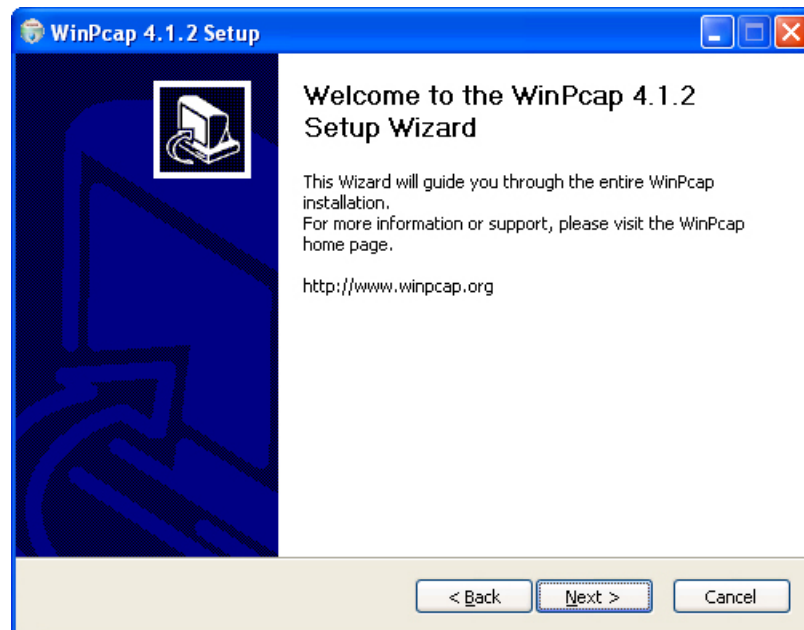 WinPcap 4.1.2 Setup
Welcome to the WinPcap 4.1.2
Setup Wizard
This Wizard will guide you through the entire WinPcap
installation.
For more information or support, please visit the WinPcap
home page.
http://www.winpcap.org
< Back
Next >
Cancel